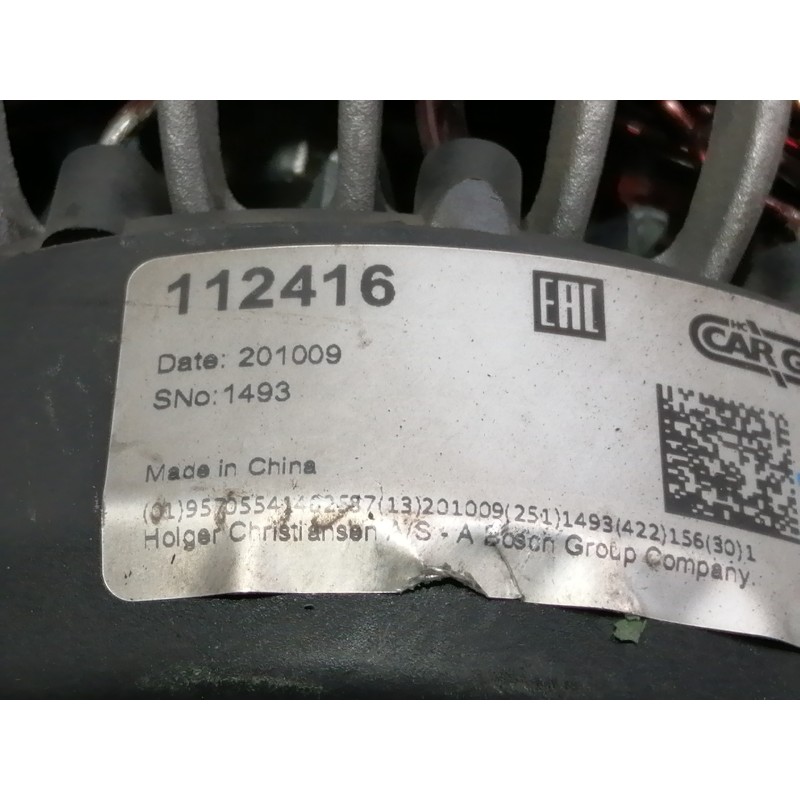 112416
EAC
HC
CAR G
Date: 201009
SNo:1493
Made in China
(13)201009(251)1493(422)156(30)1
Holger Christiansen A/S - A Bosch Group Company